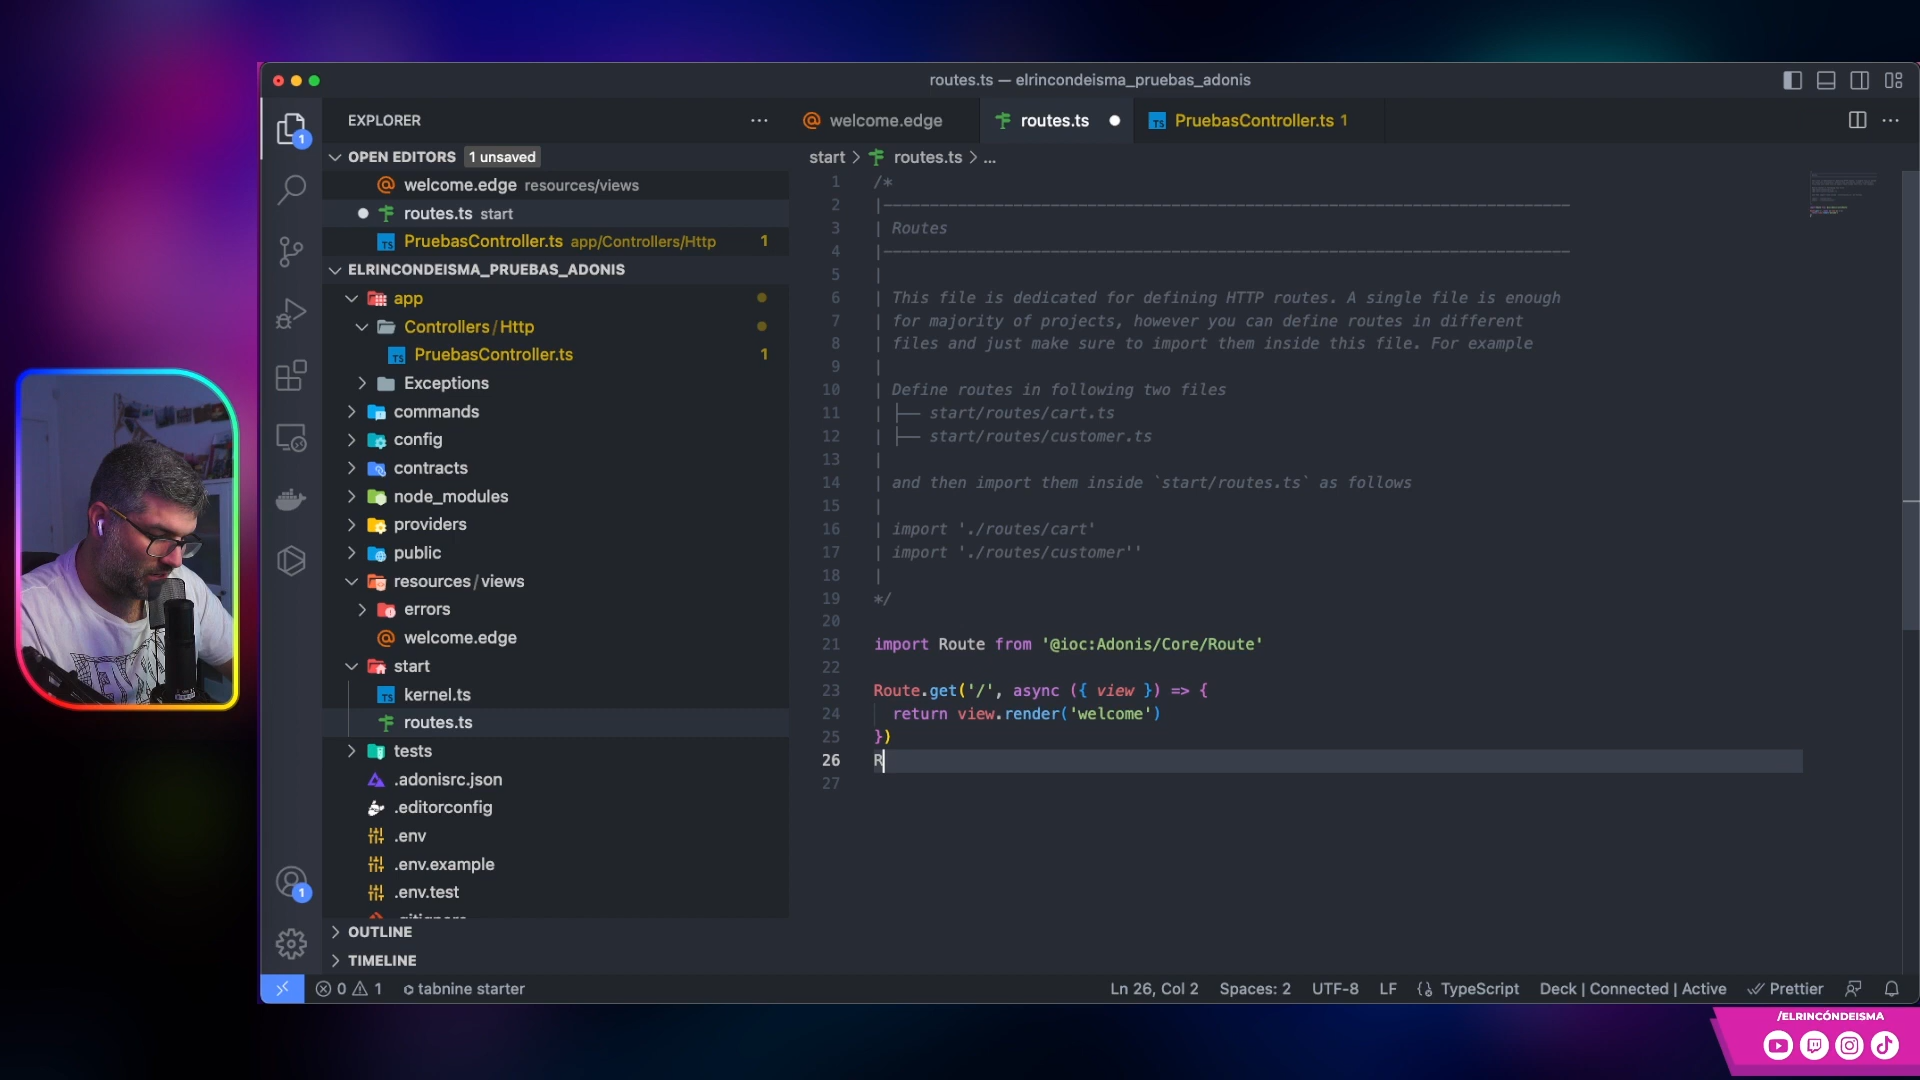 routes.ts — elrincondeisma_pruebas_adonis
EXPLORER
OPEN EDITORS 1 unsaved
welcome.edge resources/views
routes.ts start
PruebasController.ts app/Controllers/Http 1
ELRINCONDEISMA_PRUEBAS_ADONIS
app
Controllers / Http
PruebasController.ts 1
Exceptions
commands
config
contracts
node_modules
providers
public
resources / views
errors
welcome.edge
start
kernel.ts
routes.ts
tests
.adonisrc.json
.editorconfig
.env
.env.example
.env.test
.gitignore
OUTLINE
TIMELINE
1
1
welcome.edge
routes.ts
PruebasController.ts 1
start > routes.ts > ...
1 /*
2 |--------------------------------------------------------------------------
3 | Routes
4 |--------------------------------------------------------------------------
5 |
6 | This file is dedicated for defining HTTP routes. A single file is enough
7 | for majority of projects, however you can define routes in different
8 | files and just make sure to import them inside this file. For example
9 |
10 | Define routes in following two files
11 | ├── start/routes/cart.ts
12 | ├── start/routes/customer.ts
13 |
14 | and then import them inside `start/routes.ts` as follows
15 |
16 | import './routes/cart'
17 | import './routes/customer''
18 |
19 */
20
21 import Route from '@ioc:Adonis/Core/Route'
22
23 Route.get('/', async ({ view }) => {
24 return view.render('welcome')
25 })
26 R
27
0 1 tabnine starter
Ln 26, Col 2 Spaces: 2 UTF-8 LF TypeScript Deck | Connected | Active Prettier
/ELRINCÓNDEISMA